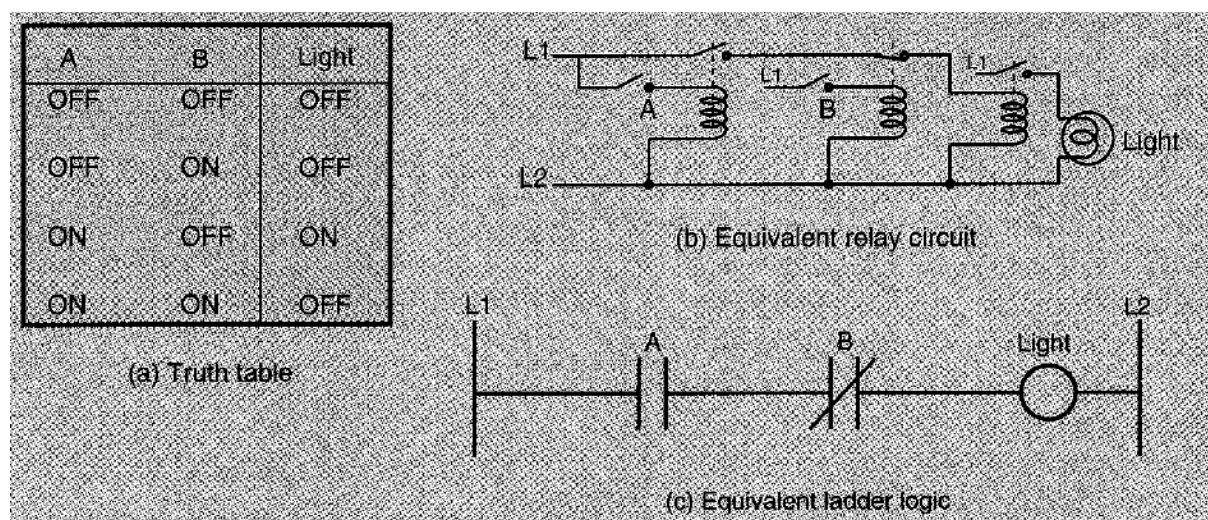 A B Light
OFF OFF OFF
OFF ON OFF
ON OFF ON
ON ON OFF
(a) Truth table
L1
L1 L1
A B
Light
L2
(b) Equivalent relay circuit
L1 L2
A B Light
(c) Equivalent ladder logic